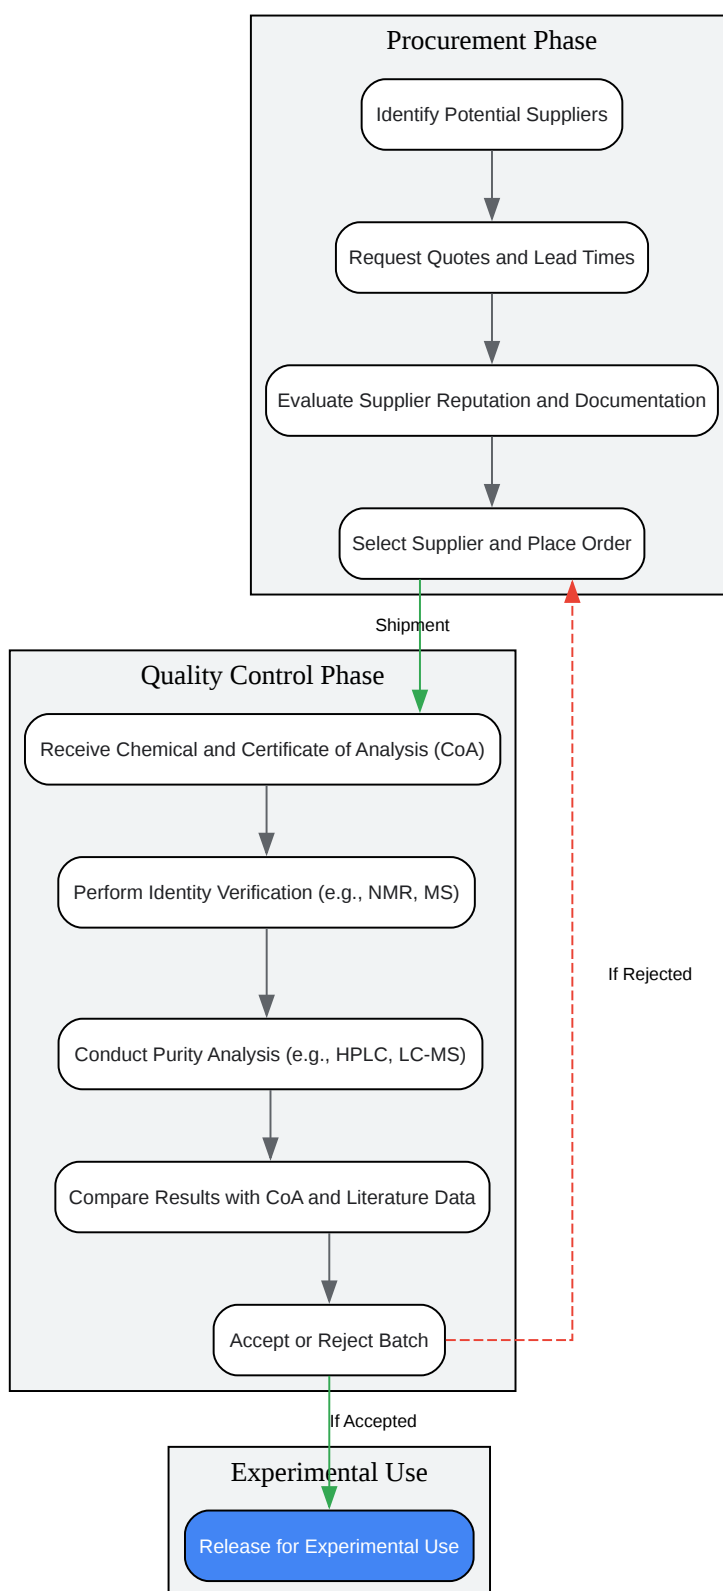 Procurement Phase
Identify Potential Suppliers
Request Quotes and Lead Times
Evaluate Supplier Reputation and Documentation
Select Supplier and Place Order
Shipment
Quality Control Phase
Receive Chemical and Certificate of Analysis (CoA)
Perform Identity Verification (e.g., NMR, MS)
If Rejected
Conduct Purity Analysis (e.g., HPLC, LC-MS)
Compare Results with CoA and Literature Data
Accept or Reject Batch
If Accepted
Experimental Use
Release for Experimental Use